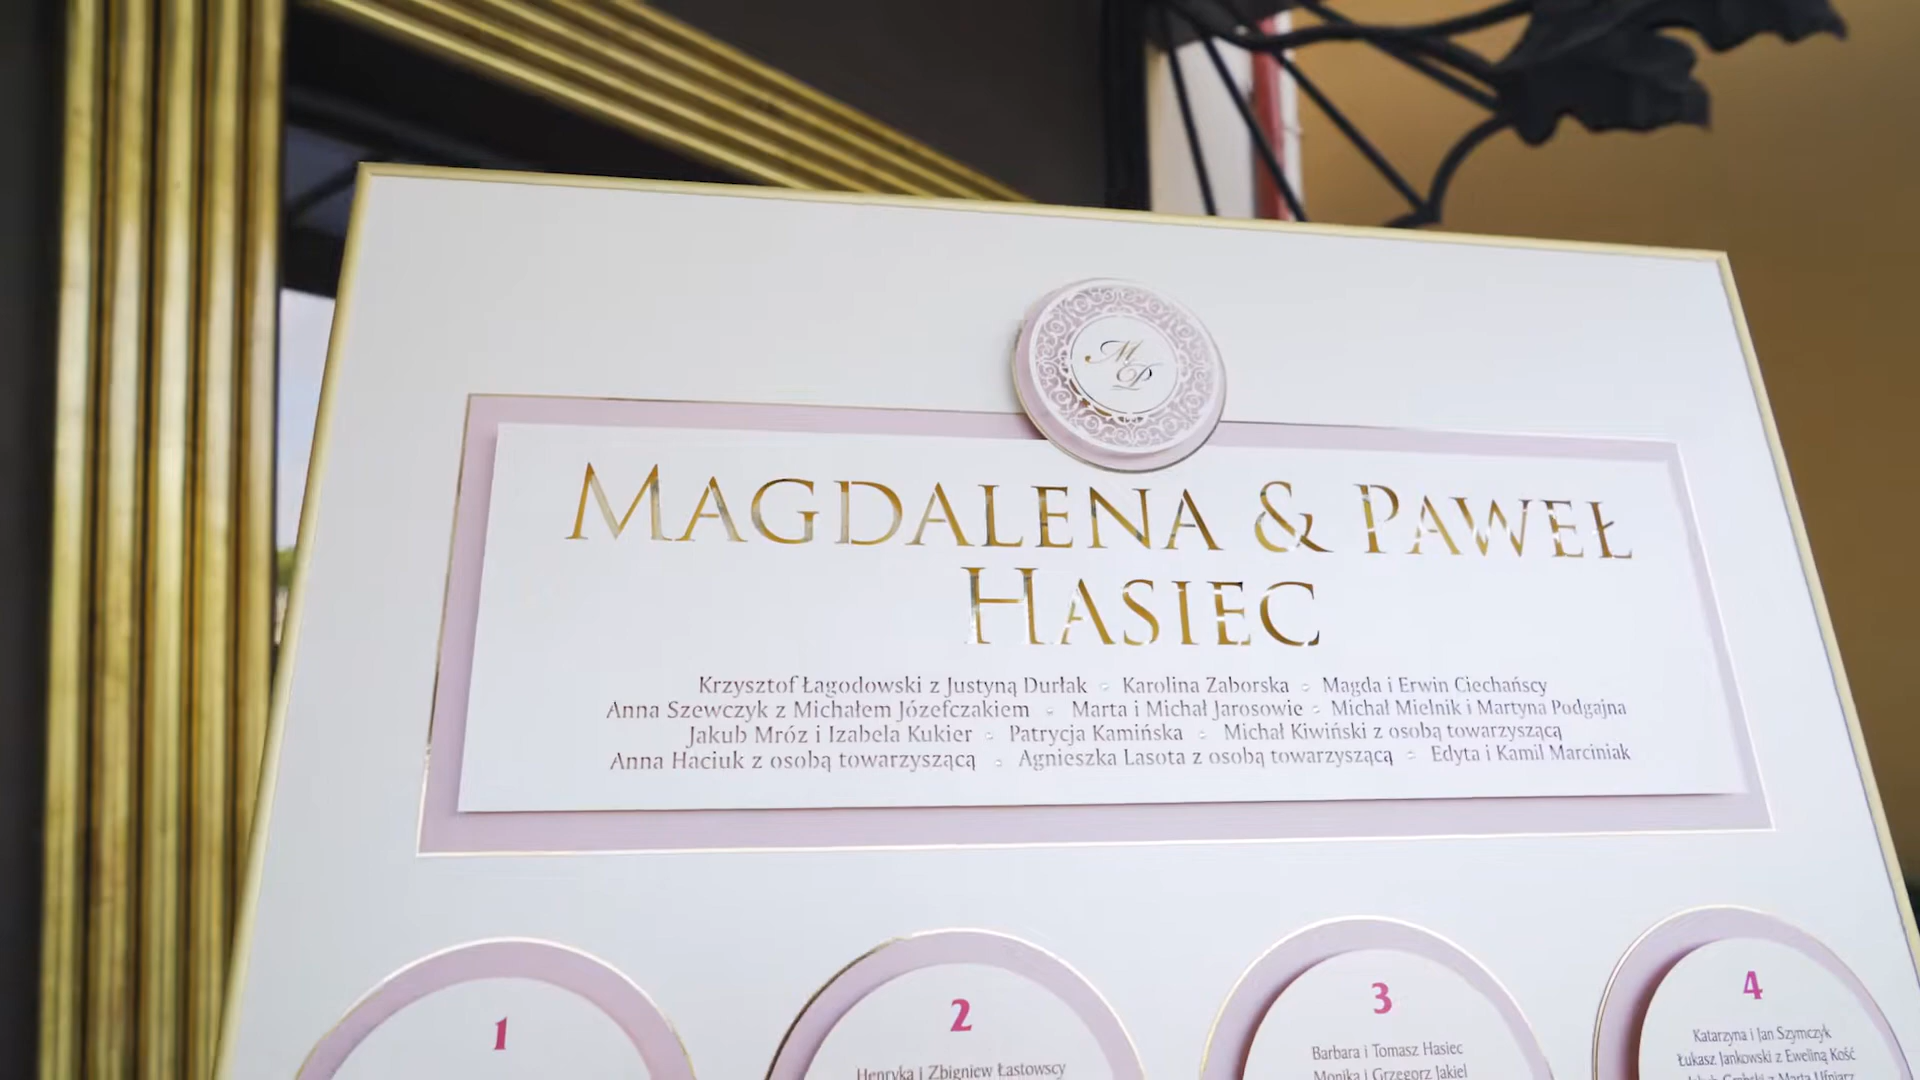 M
P
MAGDALENA & PAWEŁ
HASIEC
Krzysztof Łagodowski z Justyną Durłak ° Karolina Zaborska ° Magda i Erwin Ciechańscy
Anna Szewczyk z Michałem Józefczakiem ° Marta i Michał Jarosowie ° Michał Mielnik i Martyna Podgajna
Jakub Mróz i Izabela Kukier ° Patrycja Kamińska ° Michał Kiwiński z osobą towarzyszącą
Anna Haciuk z osobą towarzyszącą ° Agnieszka Lasota z osobą towarzyszącą ° Edyta i Kamil Marciniak
1
2
Henryka i Zbigniew Łastowscy
3
Barbara i Tomasz Hasiec
Monika i Grzegorz Jakiel
4
Katarzyna i Jan Szymczyk
Łukasz Jankowski z Eweliną Kość